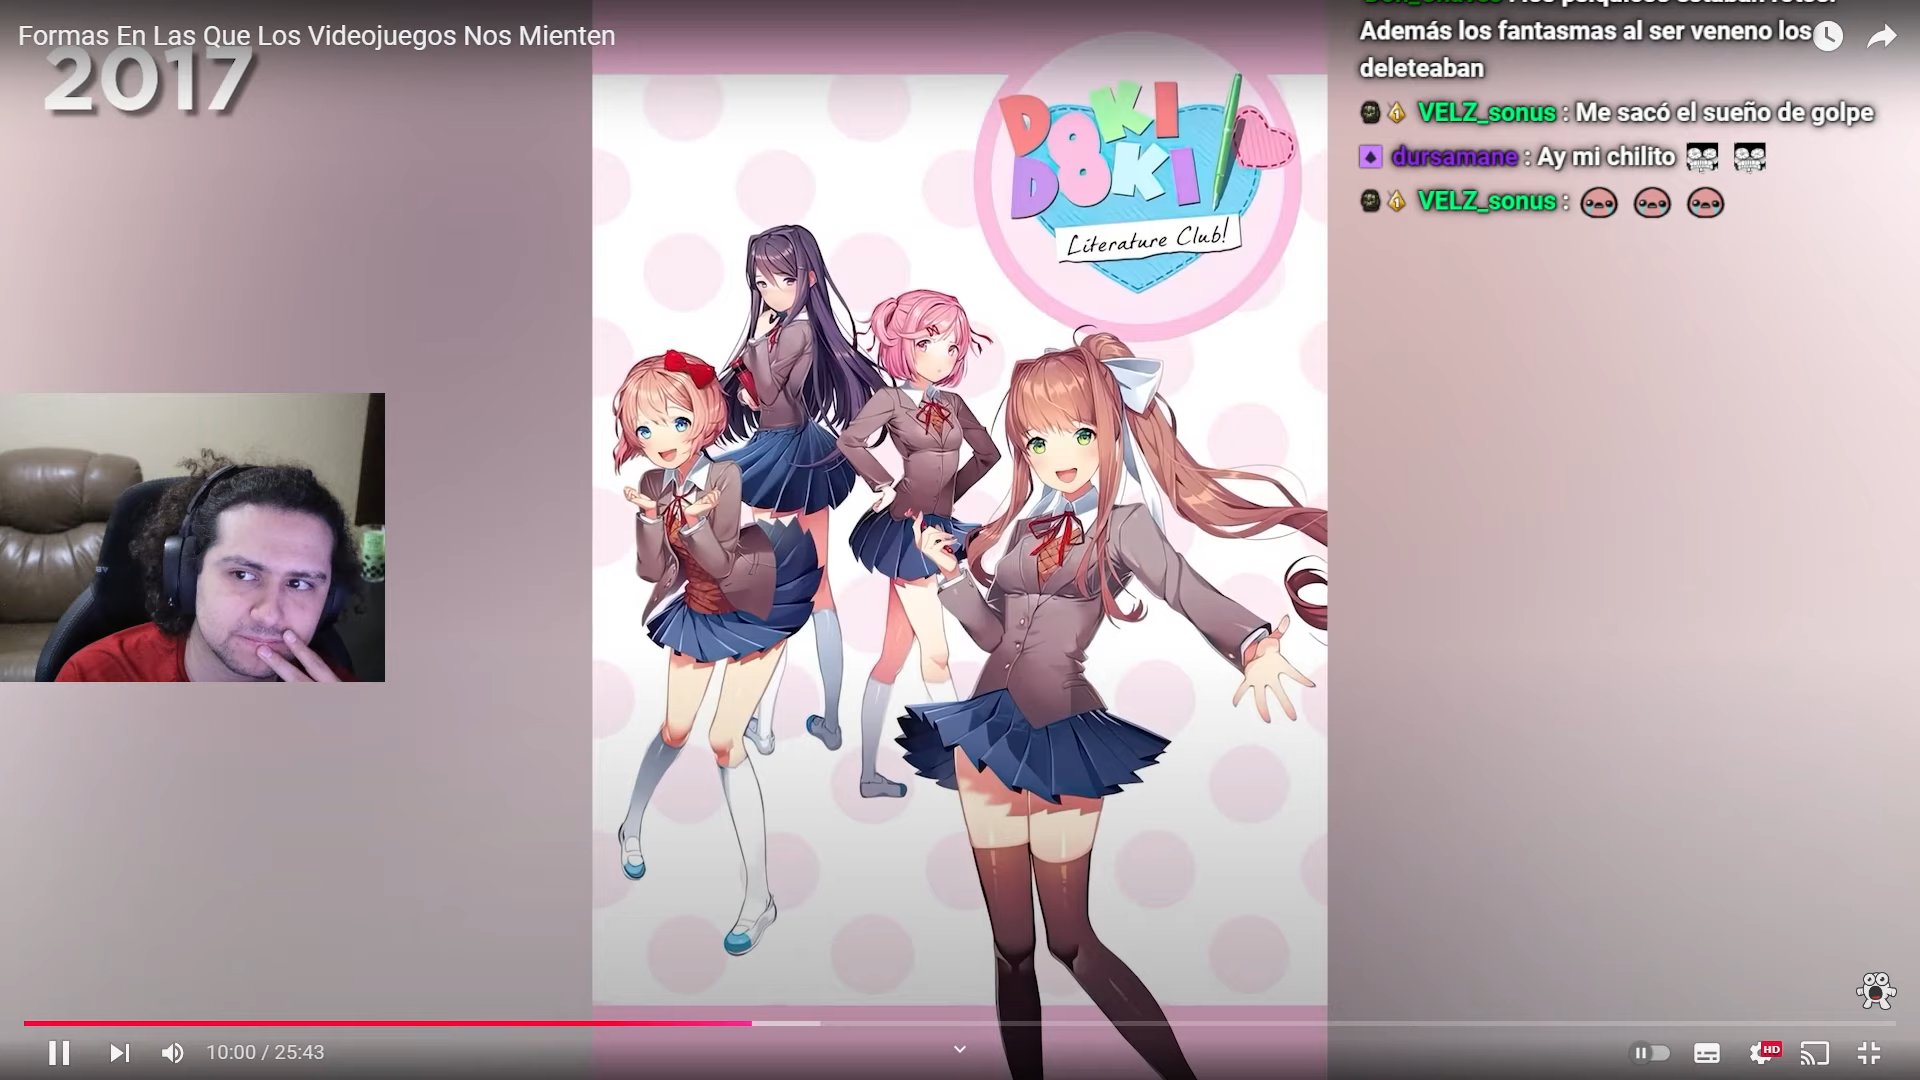 Formas En Las Que Los Videojuegos Nos Mienten
2017
DOKI
DOKI
Literature Club!
Además los fantasmas al ser veneno los
deleteaban
VELZ_sonus : Me sacó el sueño de golpe
dursamane : Ay mi chilito
VELZ_sonus :
10:00 / 25:43
HD